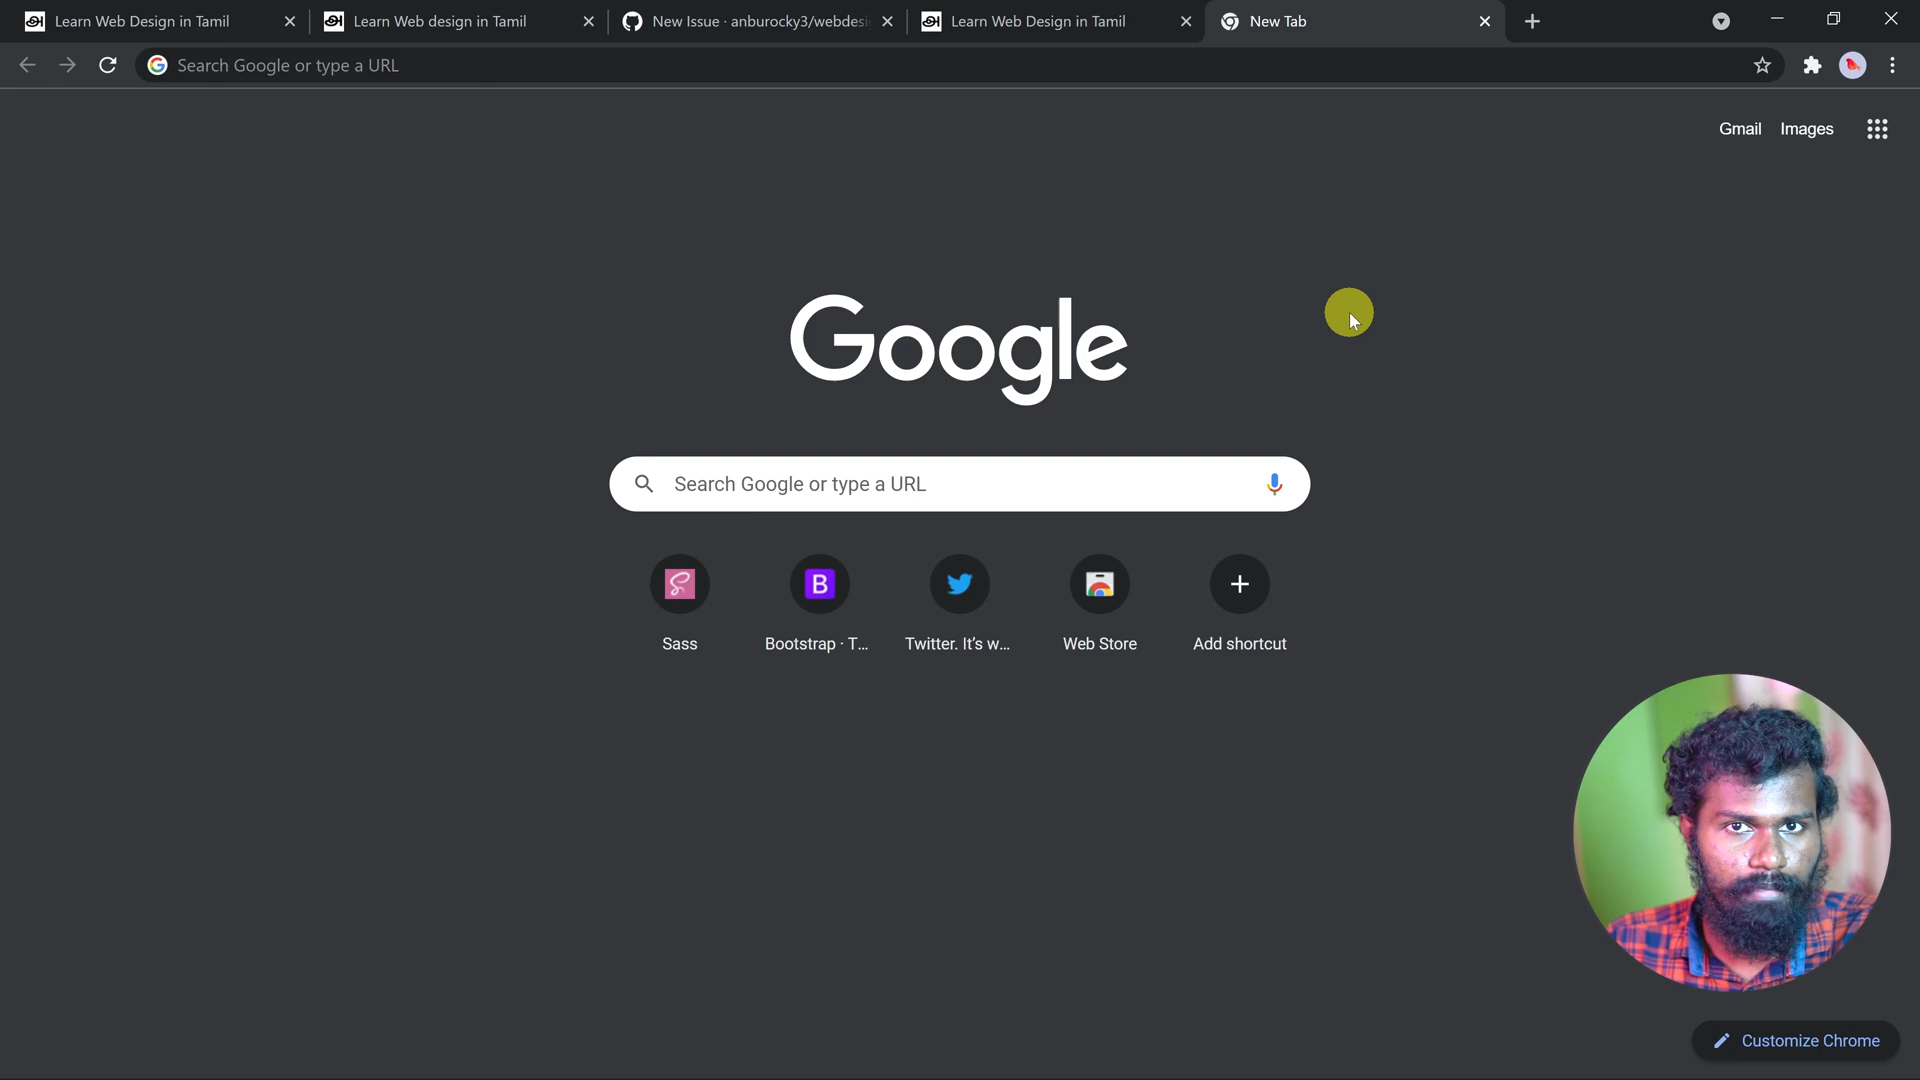 Learn Web Design in Tamil
Learn Web design in Tamil
New Issue · anburocky3/webdesi
Learn Web Design in Tamil
New Tab
Search Google or type a URL
Gmail Images
Google
Search Google or type a URL
Sass
Bootstrap · T...
Twitter. It's w...
Web Store
Add shortcut
Customize Chrome